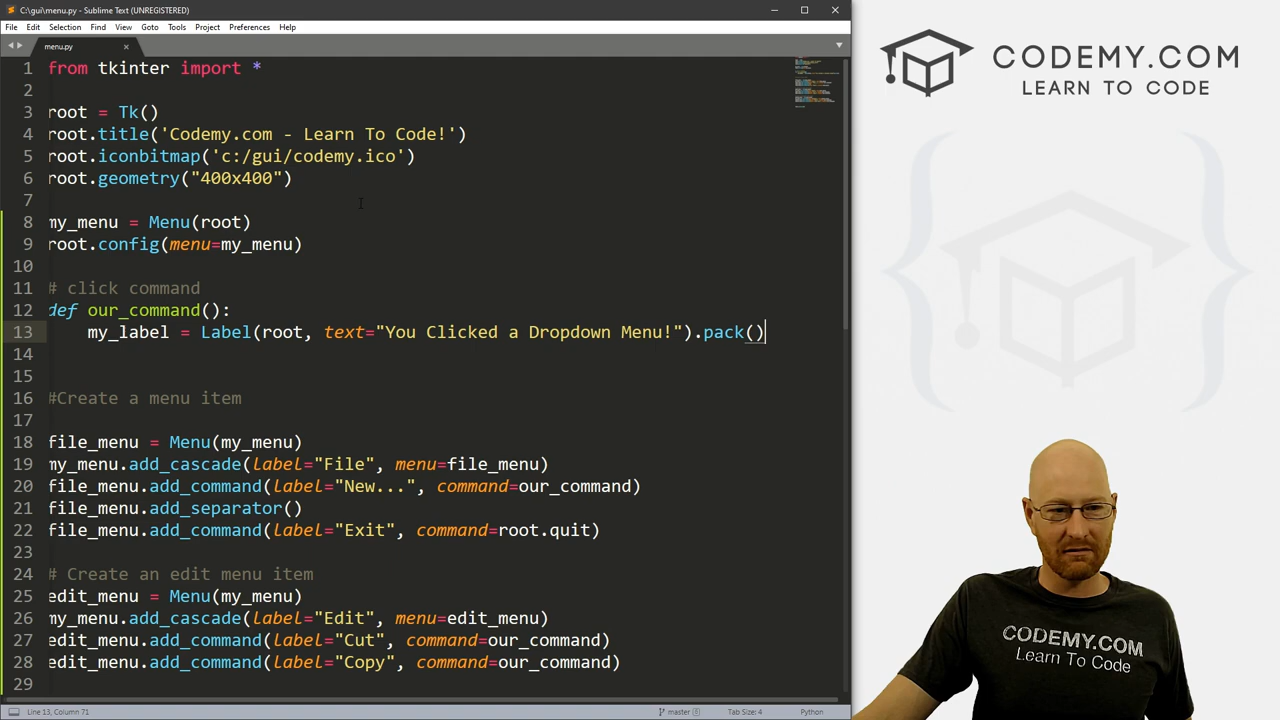 C:\gui\menu.py - Sublime Text (UNREGISTERED)
File Edit Selection Find View Goto Tools Project Preferences Help
menu.py
1 from tkinter import *
2
3 root = Tk()
4 root.title('Codemy.com - Learn To Code!')
5 root.iconbitmap('c:/gui/codemy.ico')
6 root.geometry("400x400")
7
8 my_menu = Menu(root)
9 root.config(menu=my_menu)
10
11 # click command
12 def our_command():
13 my_label = Label(root, text="You Clicked a Dropdown Menu!").pack()
14
15
16 #Create a menu item
17
18 file_menu = Menu(my_menu)
19 my_menu.add_cascade(label="File", menu=file_menu)
20 file_menu.add_command(label="New...", command=our_command)
21 file_menu.add_separator()
22 file_menu.add_command(label="Exit", command=root.quit)
23
24 # Create an edit menu item
25 edit_menu = Menu(my_menu)
26 my_menu.add_cascade(label="Edit", menu=edit_menu)
27 edit_menu.add_command(label="Cut", command=our_command)
28 edit_menu.add_command(label="Copy", command=our_command)
29
Line 13, Column 71
master 6
Tab Size: 4
Python
CODEMY.COM
LEARN TO CODE
CODEMY.COM
Learn To Code